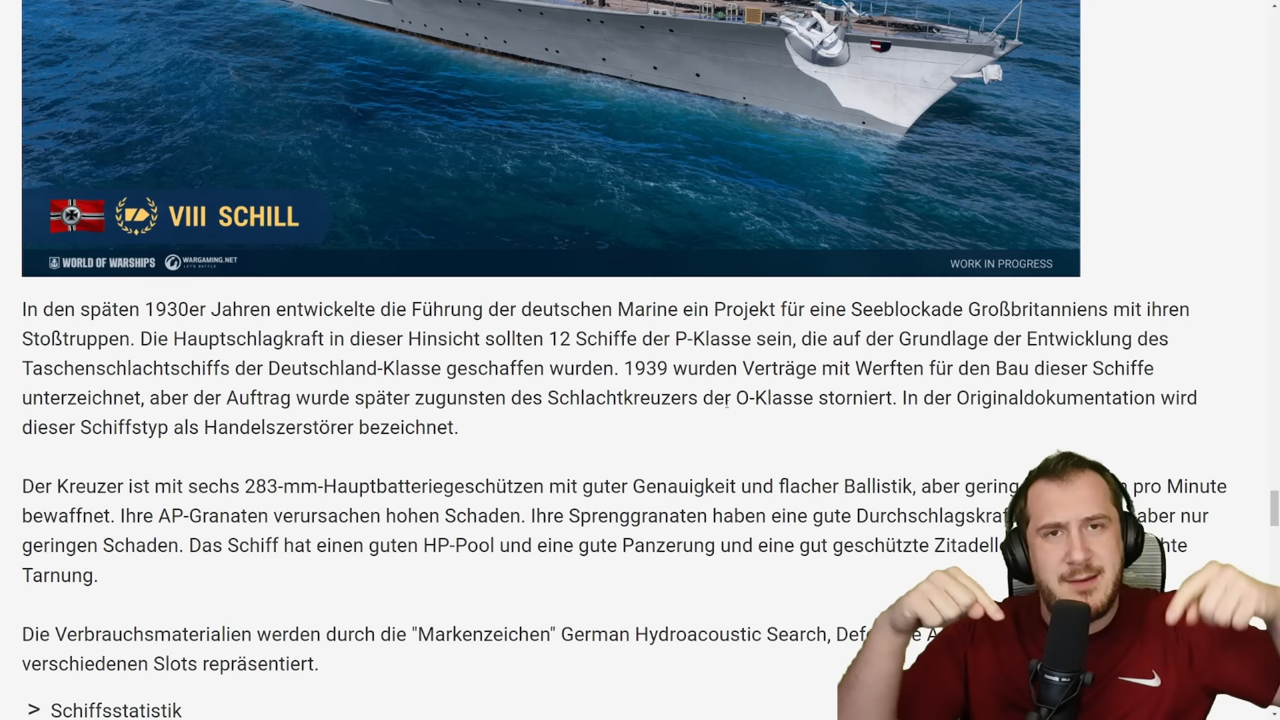 VIII SCHILL
WORLD OF WARSHIPS WARGAMING.NET LET'S BATTLE WORK IN PROGRESS
In den späten 1930er Jahren entwickelte die Führung der deutschen Marine ein Projekt für eine Seeblockade Großbritanniens mit ihren
Stoßtruppen. Die Hauptschlagkraft in dieser Hinsicht sollten 12 Schiffe der P-Klasse sein, die auf der Grundlage der Entwicklung des
Taschenschlachtschiffs der Deutschland-Klasse geschaffen wurden. 1939 wurden Verträge mit Werften für den Bau dieser Schiffe
unterzeichnet, aber der Auftrag wurde später zugunsten des Schlachtkreuzers der O-Klasse storniert. In der Originaldokumentation wird
dieser Schiffstyp als Handelszerstörer bezeichnet.
Der Kreuzer ist mit sechs 283-mm-Hauptbatteriegeschützen mit guter Genauigkeit und flacher Ballistik, aber gering pro Minute
bewaffnet. Ihre AP-Granaten verursachen hohen Schaden. Ihre Sprenggranaten haben eine gute Durchschlagskraf aber nur
geringen Schaden. Das Schiff hat einen guten HP-Pool und eine gute Panzerung und eine gut geschützte Zitadell chte
Tarnung.
Die Verbrauchsmaterialien werden durch die "Markenzeichen" German Hydroacoustic Search, Def e A
verschiedenen Slots repräsentiert.
> Schiffsstatistik